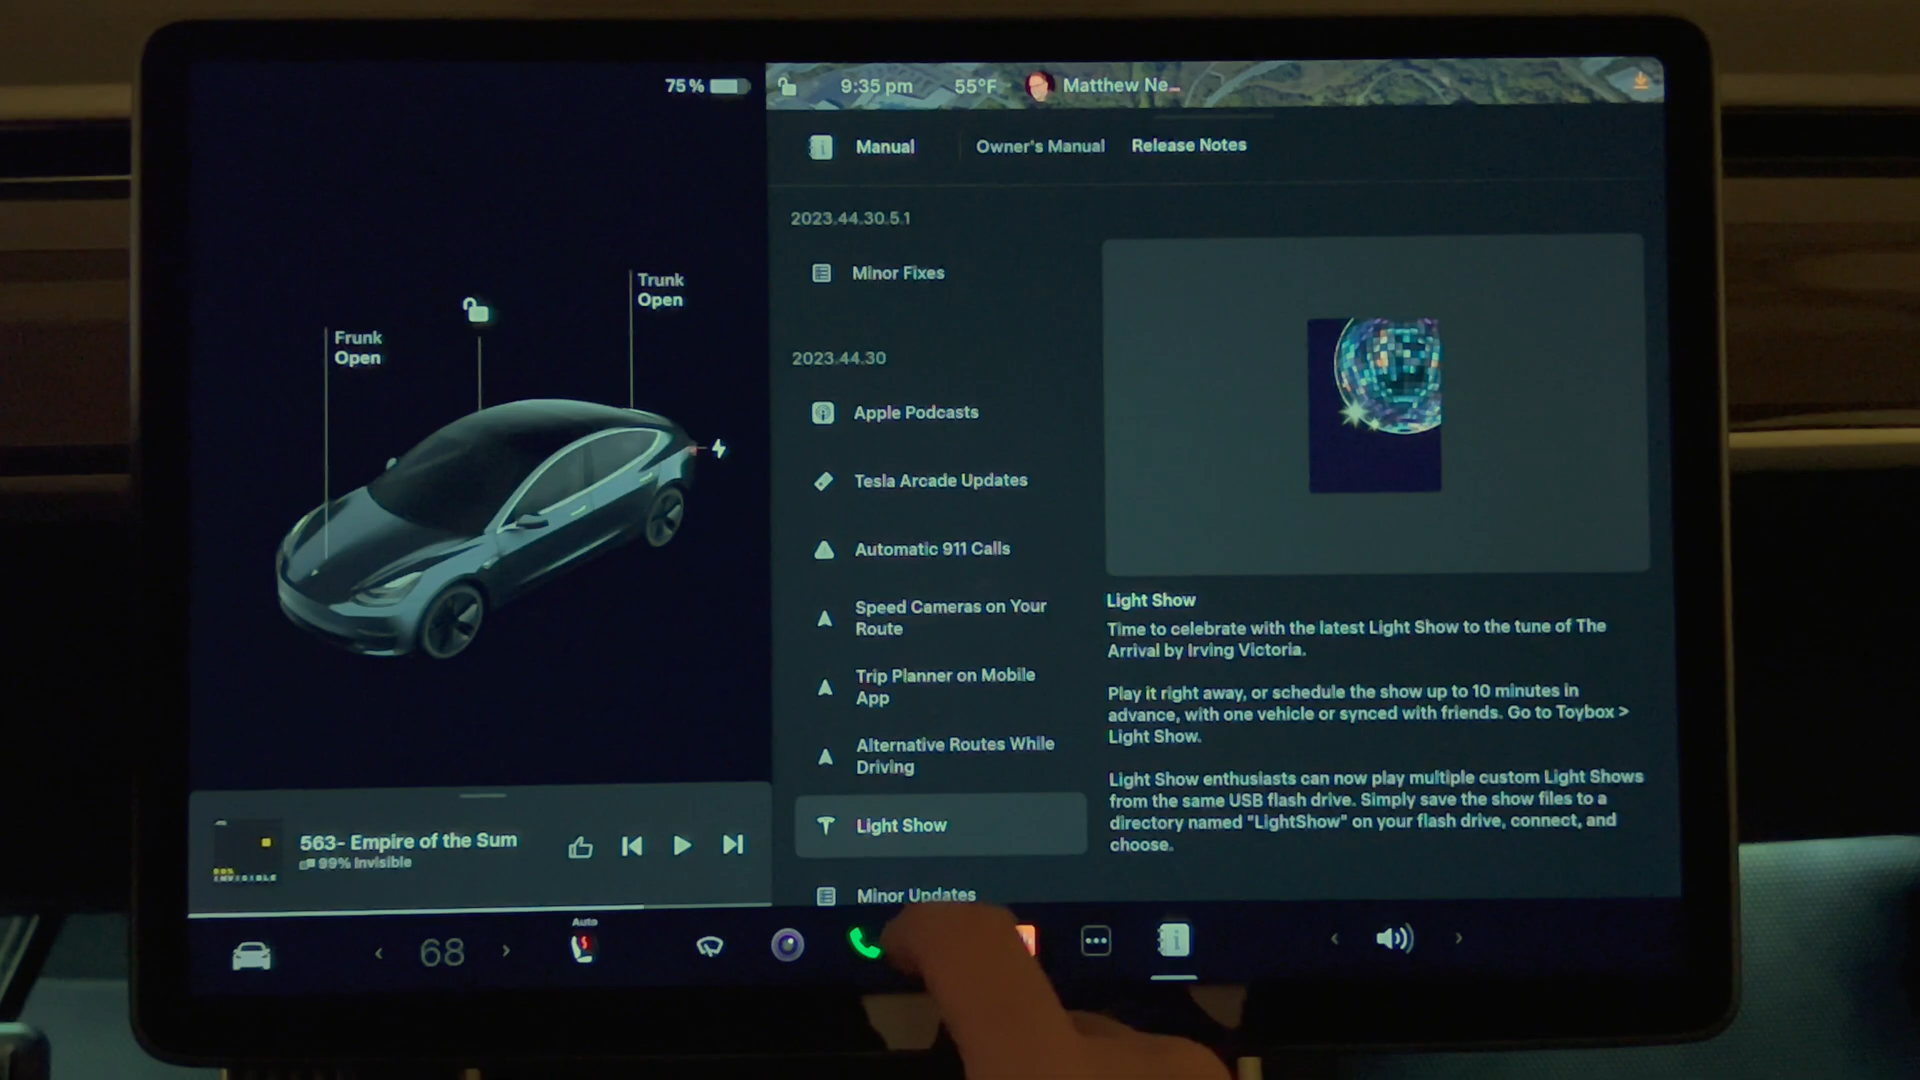 75%
9:35 pm
55°F
Matthew Ne...
Manual
Owner's Manual
Release Notes
Frunk
Open
Trunk
Open
2023.44.30.5.1
Minor Fixes
2023.44.30
Apple Podcasts
Tesla Arcade Updates
Automatic 911 Calls
Speed Cameras on Your
Route
Trip Planner on Mobile
App
Alternative Routes While
Driving
Light Show
Minor Updates
Light Show
Time to celebrate with the latest Light Show to the tune of The
Arrival by Irving Victoria.
Play it right away, or schedule the show up to 10 minutes in
advance, with one vehicle or synced with friends. Go to Toybox >
Light Show.
Light Show enthusiasts can now play multiple custom Light Shows
from the same USB flash drive. Simply save the show files to a
directory named "LightShow" on your flash drive, connect, and
choose.
563- Empire of the Sum
99% Invisible
INVISIBLE
Auto
68